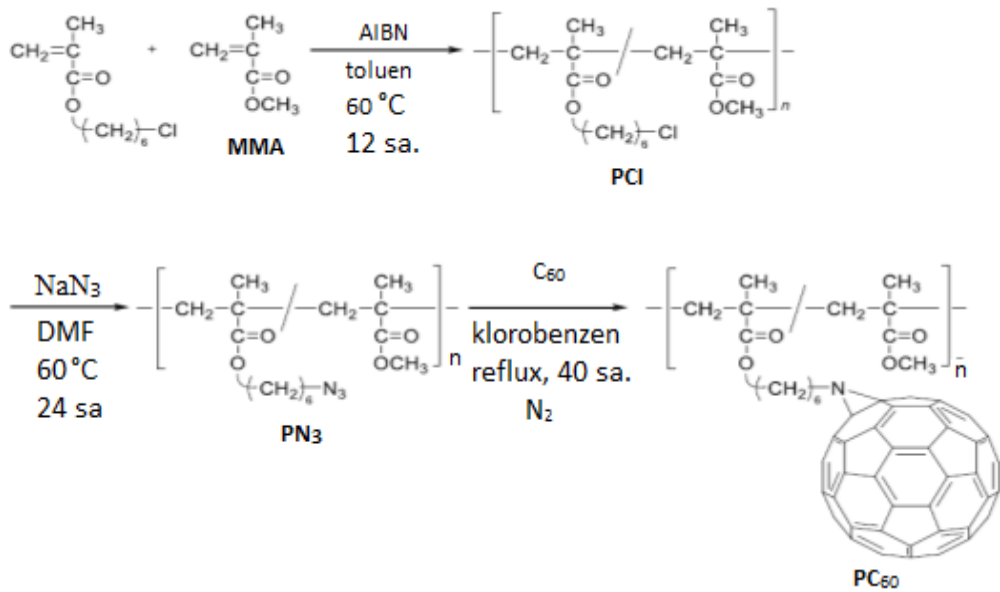 CH₃
CH₂=C
+
C=O
O
(CH₂)₆—Cl
CH₃
CH₂=C
C=O
OCH₃
MMA
AIBN
toluen
60 °C
12 sa.
CH₃
CH₂—C
C=O
O
(CH₂)₆—Cl
CH₃
CH₂—C
C=O
OCH₃
n
PCl
NaN₃
DMF
60 °C
24 sa
CH₃
CH₂—C
C=O
O
(CH₂)₆—N₃
CH₃
CH₂—C
C=O
OCH₃
n
PN₃
C₆₀
klorobenzen
reflux, 40 sa.
N₂
CH₃
CH₂—C
C=O
O
(CH₂)₆—N
CH₃
CH₂—C
C=O
OCH₃
n
PC₆₀